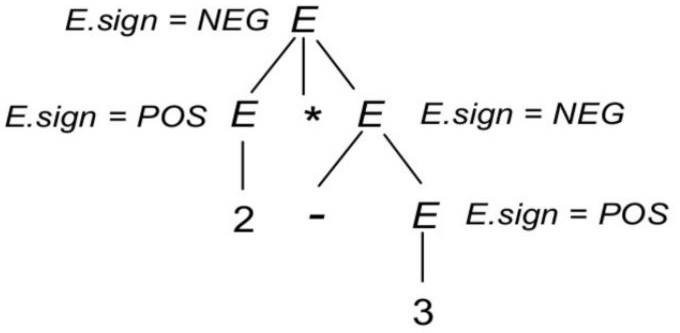 E.sign = NEG E
E.sign = POS E * E E.sign = NEG
2 - E E.sign = POS
3